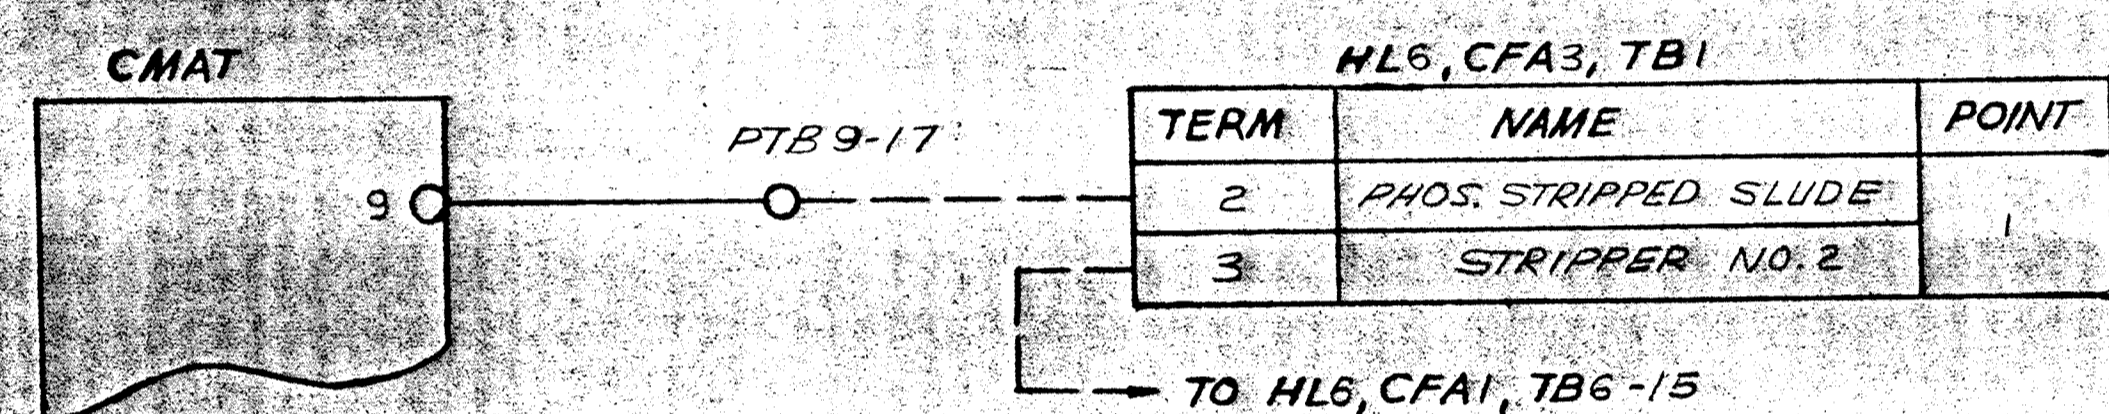 CMAT
HL6, CFA3, TB1
PTB 9-17
TERM NAME POINT
9
2 PHOS. STRIPPED SLUDE
1
3 STRIPPER NO. 2
TO HL6, CFA1, TB6-15